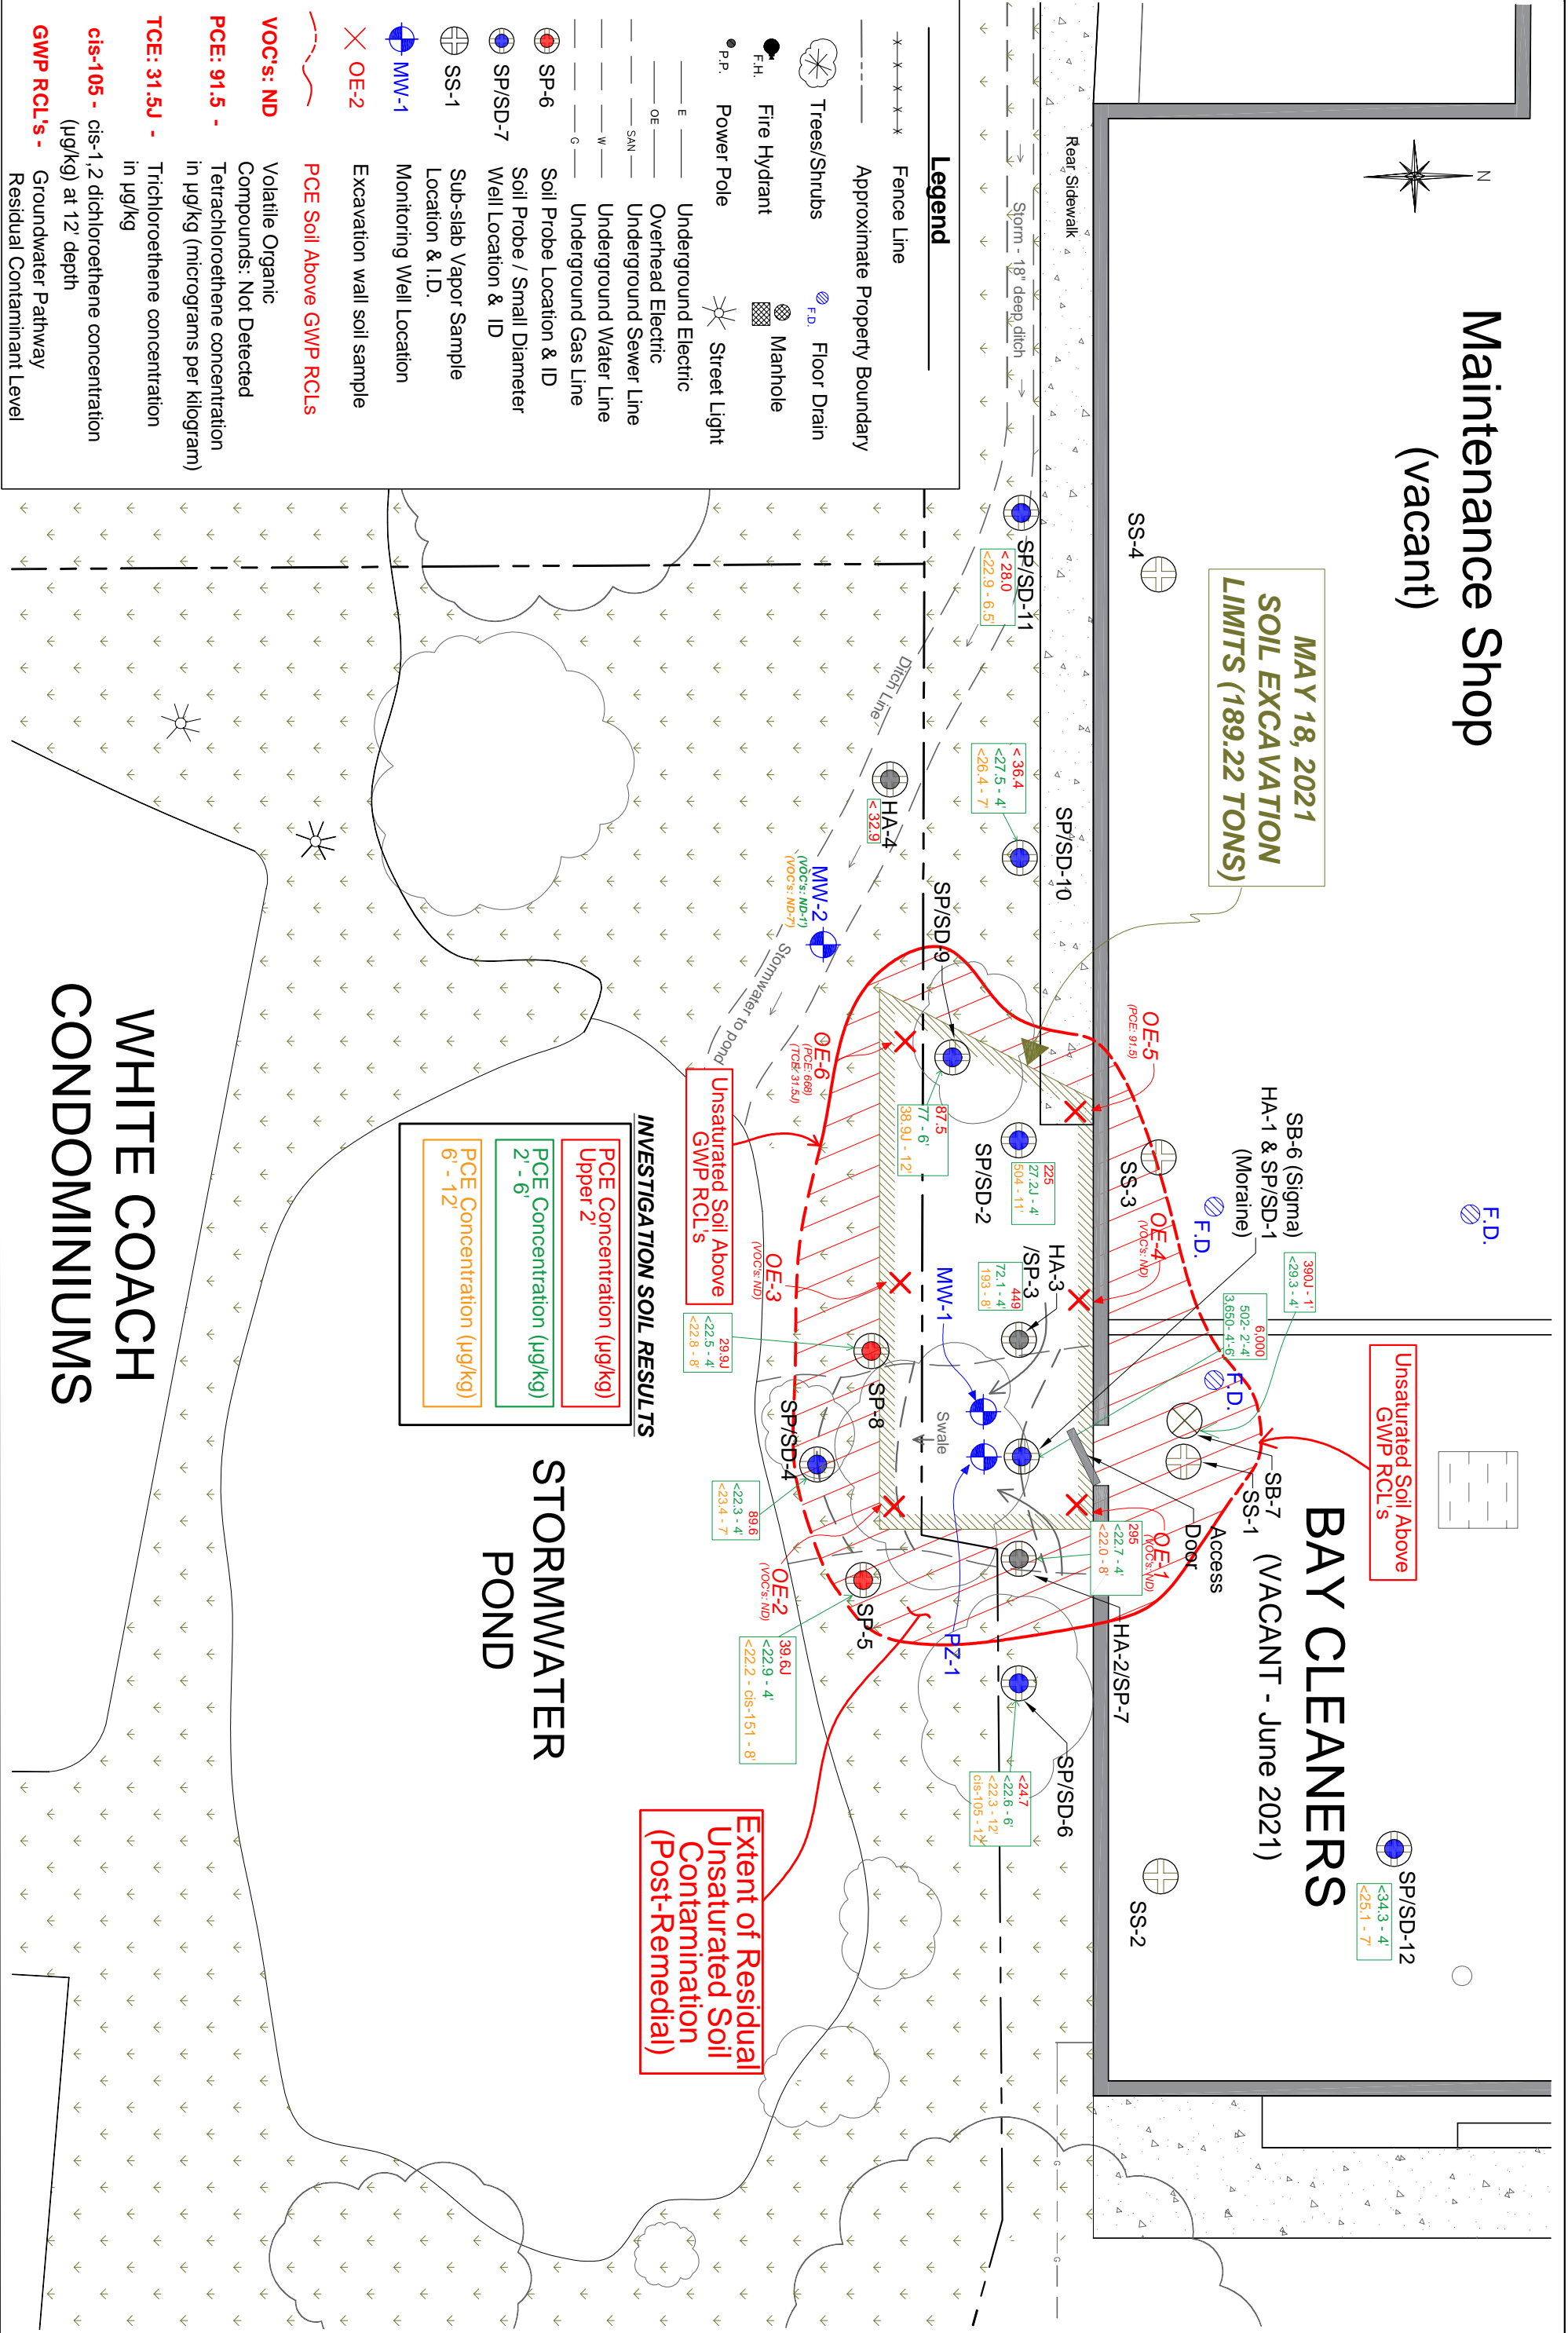 Maintenance Shop
(vacant)
N
MAY 18, 2021
SOIL EXCAVATION
LIMITS (189.22 TONS)
SS-4
Rear Sidewalk
Storm - 18" deep ditch
SP/SD-11
< 28.0
<22.9 - 6.5'
SP/SD-10
< 36.4
<27.5 - 4'
<26.4 - 7'
Ditch Line
HA-4
< 32.9
MW-2
(VOC's: ND-1')
(VOC's: ND-7')
Stormwater to pond
SP/SD-9
87.5
77 - 6'
38.9J - 12'
OE-5
(PCE: 91.5)
OE-6
(PCE: 668)
(TCE: 31.5J)
SS-3
SP/SD-2
225
27.2J - 4'
504 - 11'
F.D.
F.D.
F.D.
SB-6 (Sigma)
HA-1 & SP/SD-1
(Moraine)
OE-4
(VOC's: ND)
390J - 1'
<29.3 - 4'
6,000
502- 2'-4'
3,650- 4'-6'
HA-3
/SP-3
449
72.1 - 4'
193 - 8'
MW-1
OE-3
(VOC's: ND)
29.9J
<22.5 - 4'
<22.8 - 8'
SP-8
Swale
SP/SD-4
89.6
<22.3 - 4'
<23.4 - 7'
Unsaturated Soil Above
GWP RCL's
Unsaturated Soil Above
GWP RCL's
SB-7
SS-1
Access
Door
OE-1
(VOC's: ND)
295
<22.7 - 4'
<22.0 - 8'
HA-2/SP-7
OE-2
(VOC's: ND)
SP-5
39.6J
<22.9 - 4'
<22.2 - cis-151 - 8'
PZ-1
SP/SD-6
<24.7
<22.6 - 6'
<22.3 - 12'
cis-105 - 12'
BAY CLEANERS
(VACANT - June 2021)
SP/SD-12
<34.3 - 4'
<25.1 - 7'
SS-2
Extent of Residual
Unsaturated Soil
Contamination
(Post-Remedial)
G
G
INVESTIGATION SOIL RESULTS
PCE Concentration (µg/kg)
Upper 2'
PCE Concentration (µg/kg)
2' - 6'
PCE Concentration (µg/kg)
6' - 12'
STORMWATER
POND
WHITE COACH
CONDOMINIUMS
Legend
x x x x x Fence Line
Approximate Property Boundary
Trees/Shrubs
F.D. Floor Drain
F.H. Fire Hydrant
Manhole
P.P. Power Pole
Street Light
E Underground Electric
OE Overhead Electric
SAN Underground Sewer Line
W Underground Water Line
G Underground Gas Line
SP-6 Soil Probe Location & ID
SP/SD-7 Soil Probe / Small Diameter
Well Location & ID
SS-1 Sub-slab Vapor Sample
Location & I.D.
MW-1 Monitoring Well Location
OE-2 Excavation wall soil sample
PCE Soil Above GWP RCLs
VOC's: ND Volatile Organic
Compounds: Not Detected
PCE: 91.5 - Tetrachloroethene concentration
in µg/kg (micrograms per kilogram)
TCE: 31.5J - Trichloroethene concentration
in µg/kg
cis-105 - cis-1,2 dichloroethene concentration
(µg/kg) at 12' depth
GWP RCL's - Groundwater Pathway
Residual Contaminant Level